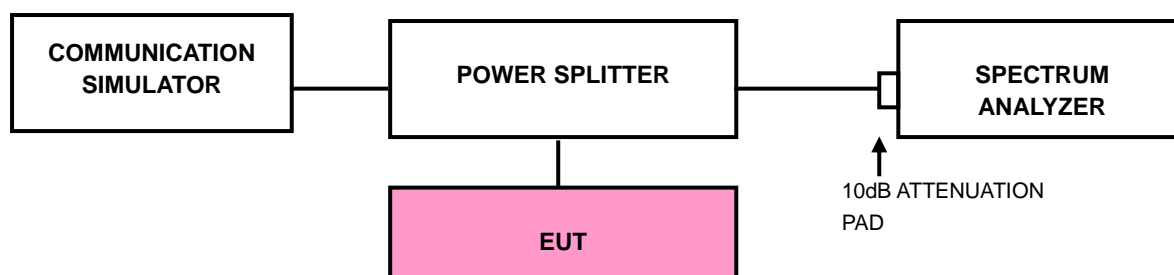 COMMUNICATION
SIMULATOR
POWER SPLITTER
SPECTRUM
ANALYZER
10dB ATTENUATION
PAD
EUT